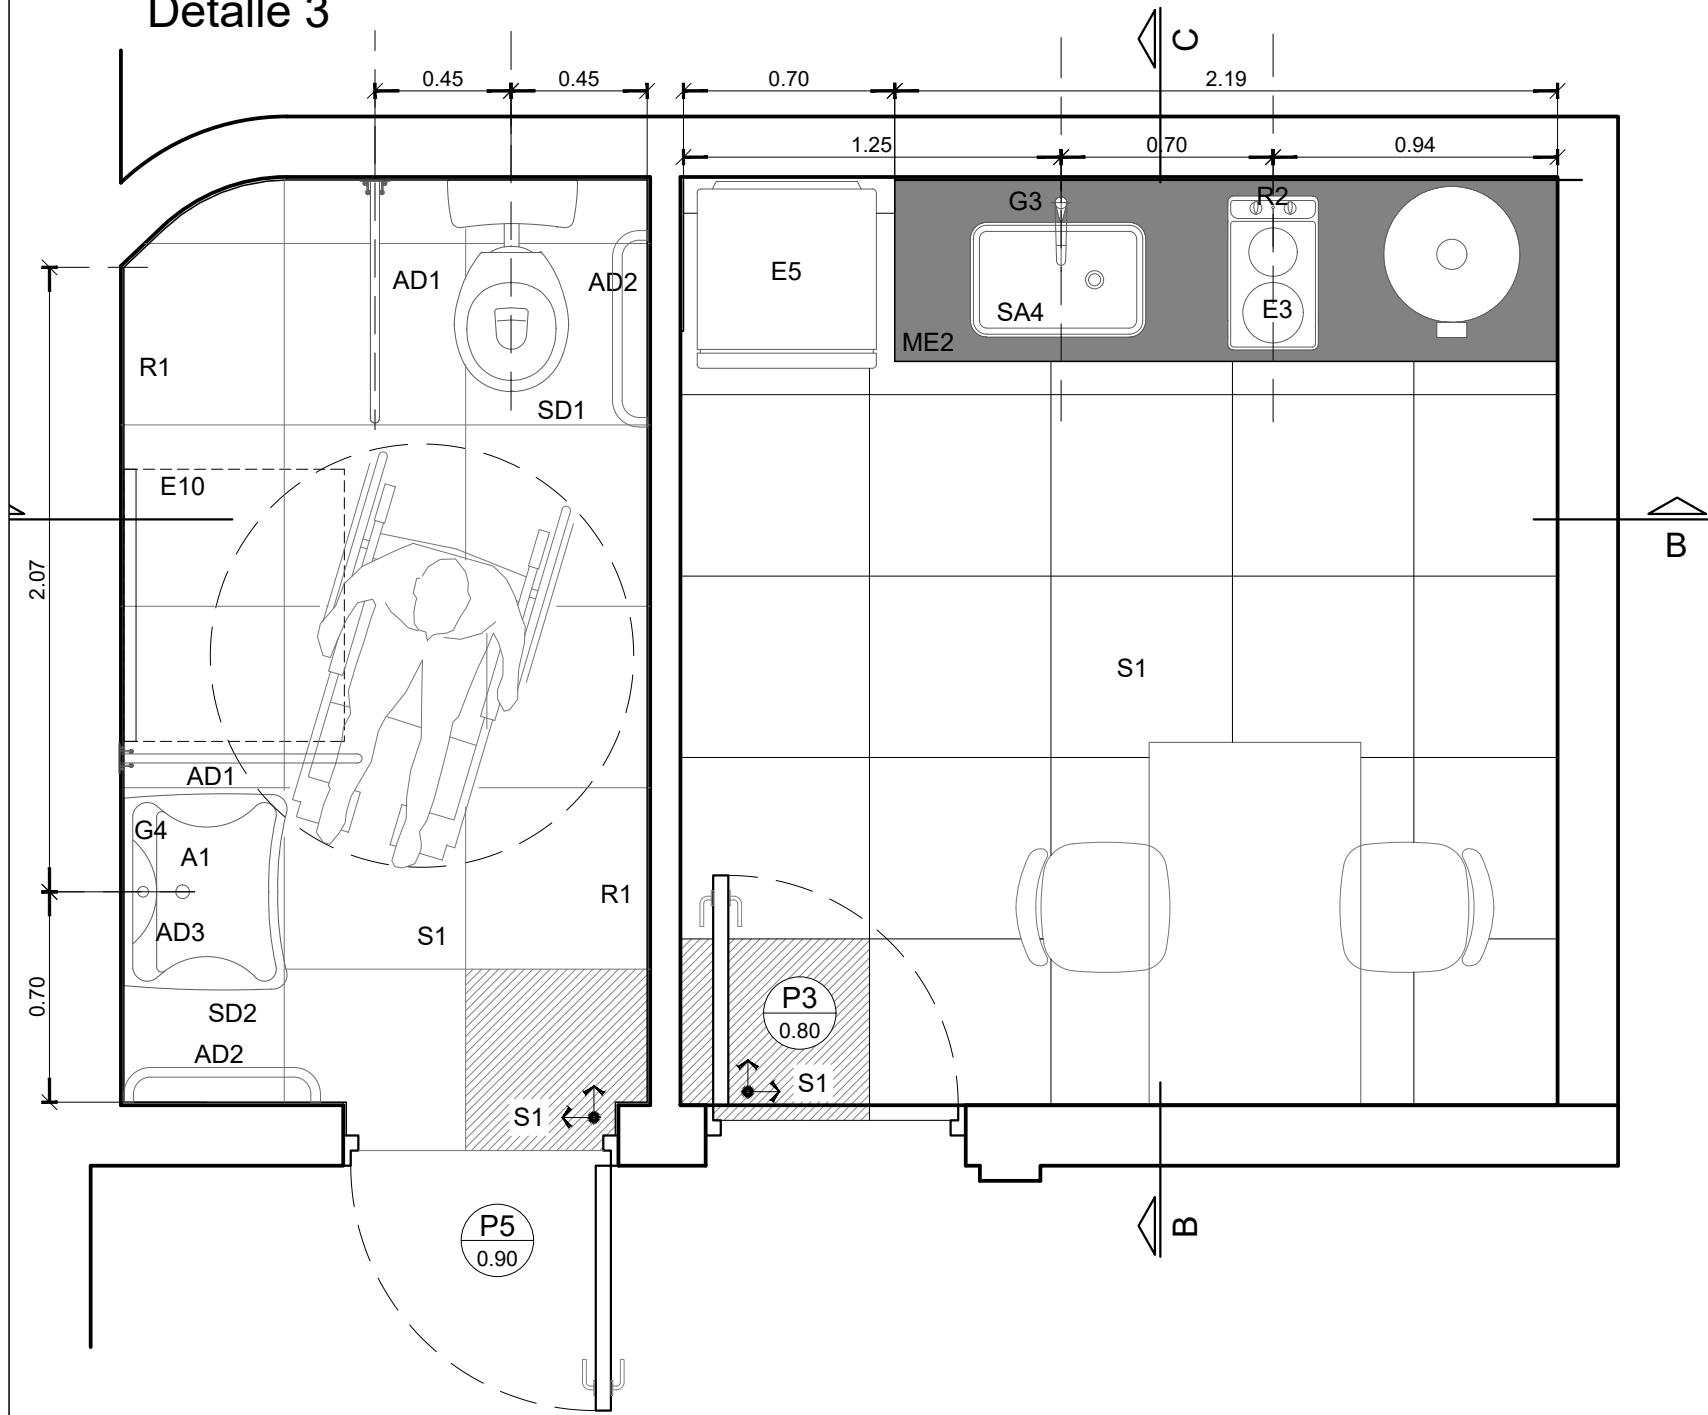 Detalle 3
C
0.45
0.45
0.70
2.19
1.25
0.70
0.94
G3
R2
AD1
AD2
E5
SA4
E3
ME2
R1
SD1
E10
B
2.07
S1
AD1
G4
A1
R1
AD3
S1
0.70
P3
0.80
SD2
AD2
S1
S1
P5
0.90
B